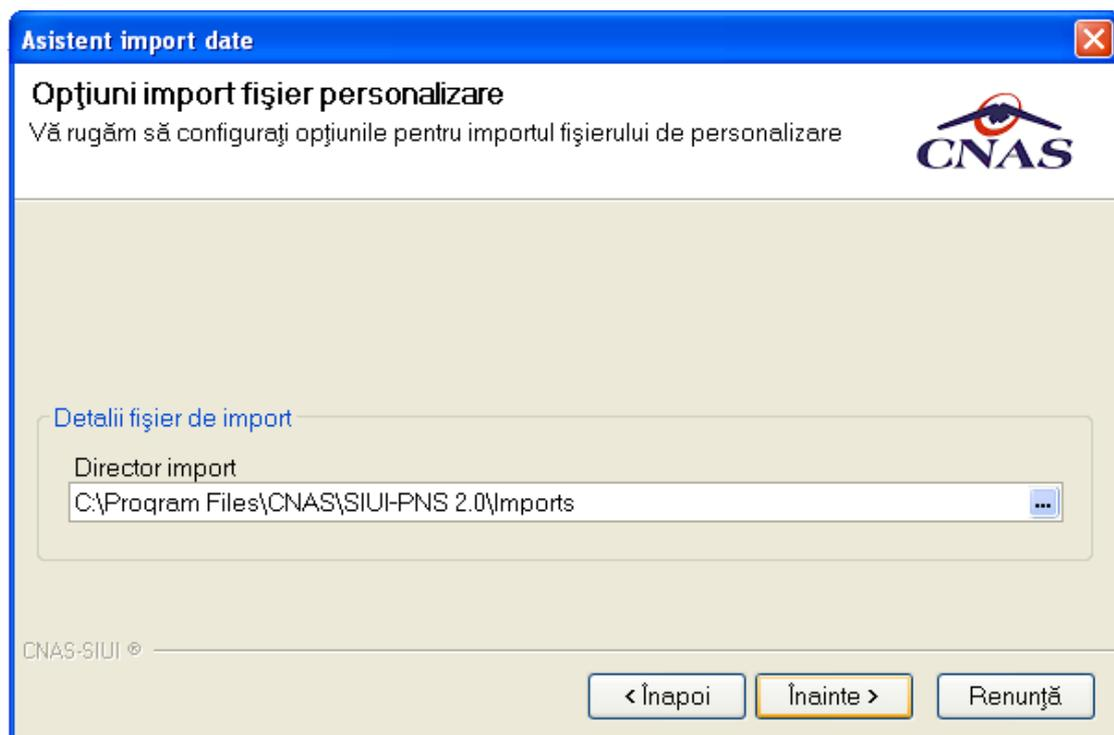 Asistent import date
Opţiuni import fişier personalizare
Vă rugăm să configuraţi opţiunile pentru importul fişierului de personalizare
CNAS
Detalii fişier de import
Director import
C:\Program Files\CNAS\SIUI-PNS 2.0\Imports
...
CNAS-SIUI ®
< Înapoi
Înainte >
Renunţă